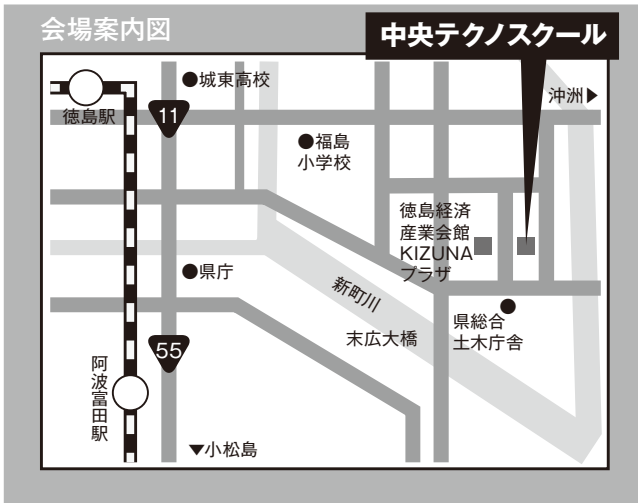 会場案内図
中央テクノスクール
徳島駅
●城東高校
11
沖洲▶
●福島
小学校
徳島経済
産業会館
KIZUNA
プラザ
●県庁
新町川
末広大橋
県総合
土木庁舎
55
阿波富田駅
▼小松島